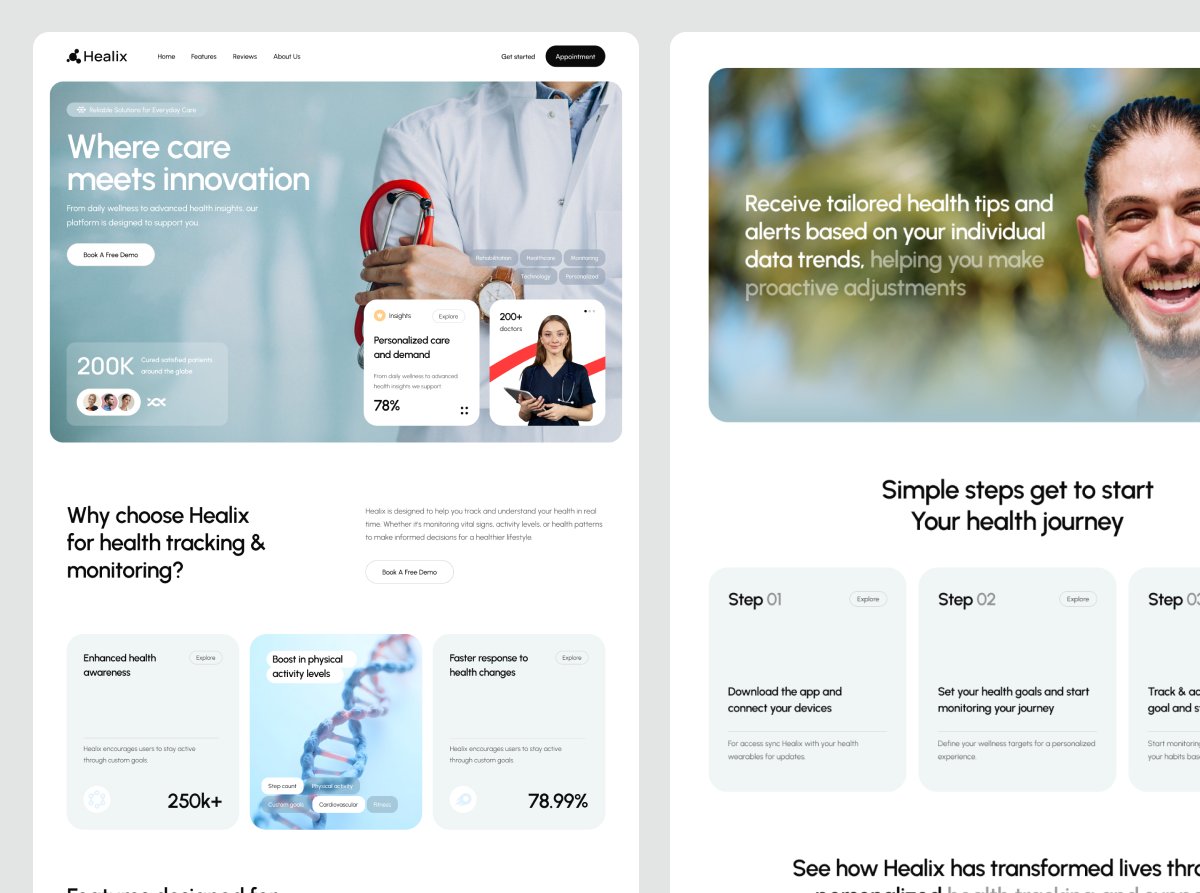 Healix
Home
Features
Reviews
About Us
Get started
Appointment
Reliable Solutions for Everyday Care
Where care
meets innovation
From daily wellness to advanced health insights, our
platform is designed to support you.
Book A Free Demo
Rehabilitation
Healthcare
Monitoring
Technology
Personalized
200K
Cured satisfied patients
around the globe
Insights
Explore
Personalized care
and demand
From daily wellness to advanced
health insights we support
78%
200+
doctors
Why choose Healix
for health tracking &
monitoring?
Healix is designed to help you track and understand your health in real
time. Whether it's monitoring vital signs, activity levels, or health patterns
to make informed decisions for a healthier lifestyle.
Book A Free Demo
Enhanced health
awareness
Explore
Healix encourages users to stay active
through custom goals.
250k+
Boost in physical
activity levels
Step count
Physical activity
Custom goals
Cardiovascular
Fitness
Faster response to
health changes
Explore
Healix encourages users to stay active
through custom goals.
78.99%
Features designed for
Receive tailored health tips and
alerts based on your individual
data trends, helping you make
proactive adjustments
Simple steps get to start
Your health journey
Step 01
Explore
Download the app and
connect your devices
For access sync Healix with your health
wearables for updates.
Step 02
Explore
Set your health goals and start
monitoring your journey
Define your wellness targets for a personalized
experience.
Step 03
Track &
goal and
Start monitoring
your habits
See how Healix has transformed lives
personalized health tracking and